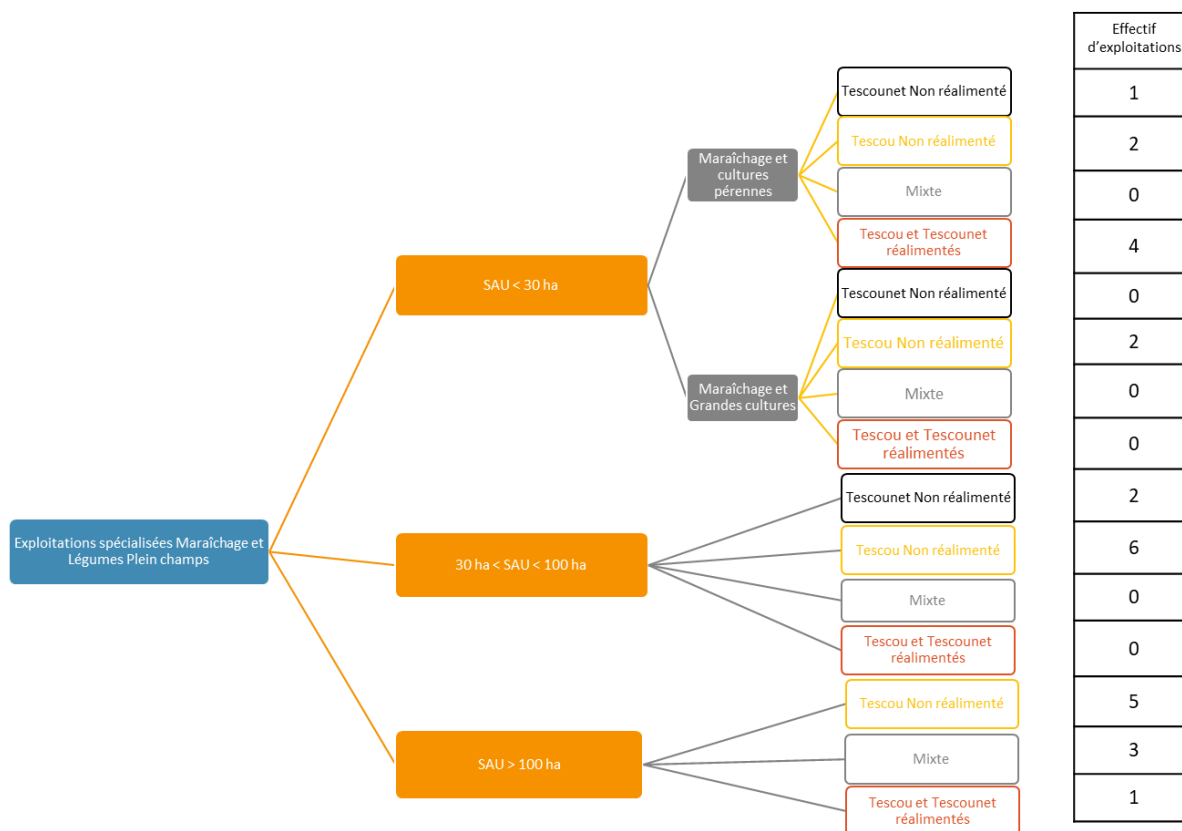 Effectif
d'exploitations
Tescounet Non réalimenté
1
Tescou Non réalimenté
2
Maraîchage et
cultures
pérennes
Mixte
0
Tescou et Tescounet
réalimentés
4
SAU < 30 ha
Tescounet Non réalimenté
0
Tescou Non réalimenté
2
Maraîchage et
Grandes cultures
Mixte
0
Tescou et Tescounet
réalimentés
0
Tescounet Non réalimenté
2
Exploitations spécialisées Maraîchage et
Légumes Plein champs
30 ha < SAU < 100 ha
Tescou Non réalimenté
6
Mixte
0
Tescou et Tescounet
réalimentés
0
Tescou Non réalimenté
5
SAU > 100 ha
Mixte
3
Tescou et Tescounet
réalimentés
1